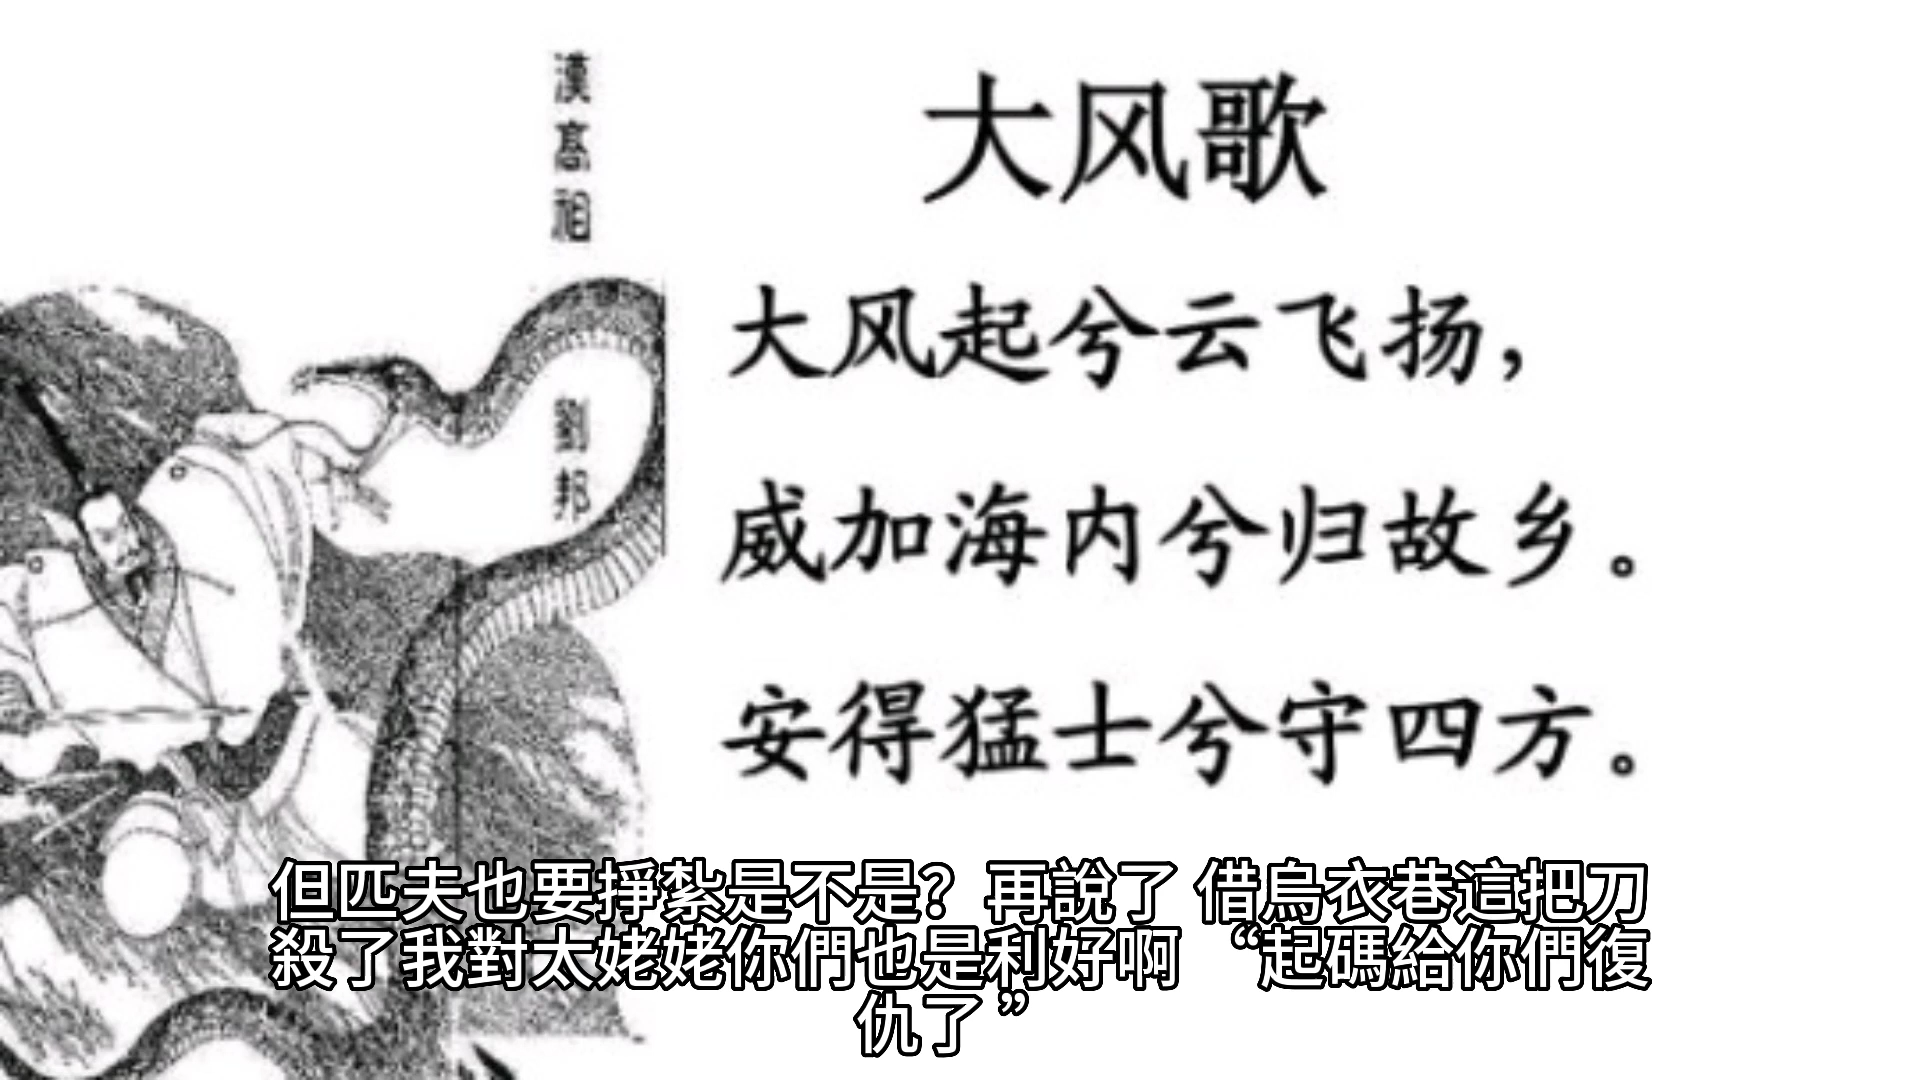 漢高祖
劉邦
大风歌
大风起兮云飞扬，
威加海内兮归故乡。
安得猛士兮守四方。
但匹夫也要掙紮是不是？再說了 借烏衣巷這把刀
殺了我對太姥姥你們也是利好啊 “起碼給你們復
仇了”